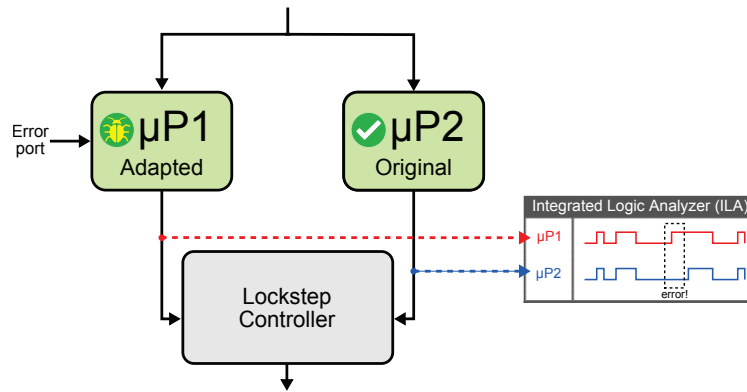 µP1
Adapted
µP2
Original
Error
port
Integrated Logic Analyzer (ILA)
µP1
µP2
error!
Lockstep
Controller